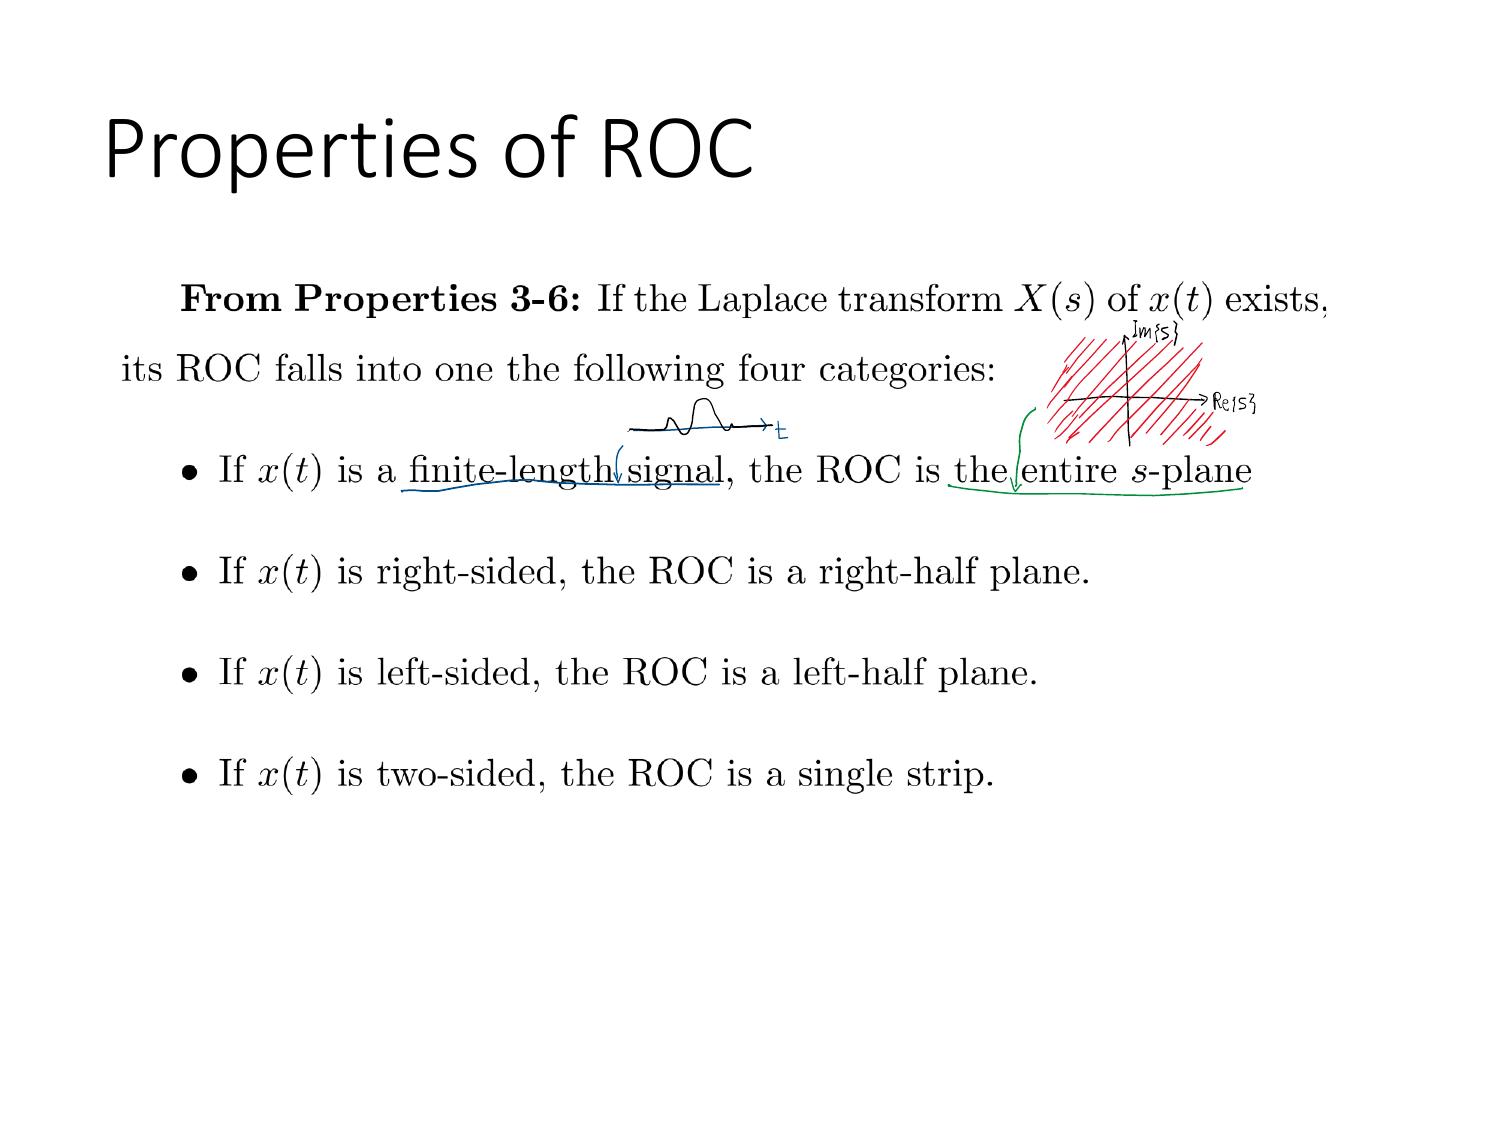 Properties of ROC
From Properties 3-6: If the Laplace transform X(s) of x(t) exists,
Im{s}
its ROC falls into one the following four categories:
Re{s}
t
• If x(t) is a finite-length signal, the ROC is the entire s-plane
• If x(t) is right-sided, the ROC is a right-half plane.
• If x(t) is left-sided, the ROC is a left-half plane.
• If x(t) is two-sided, the ROC is a single strip.